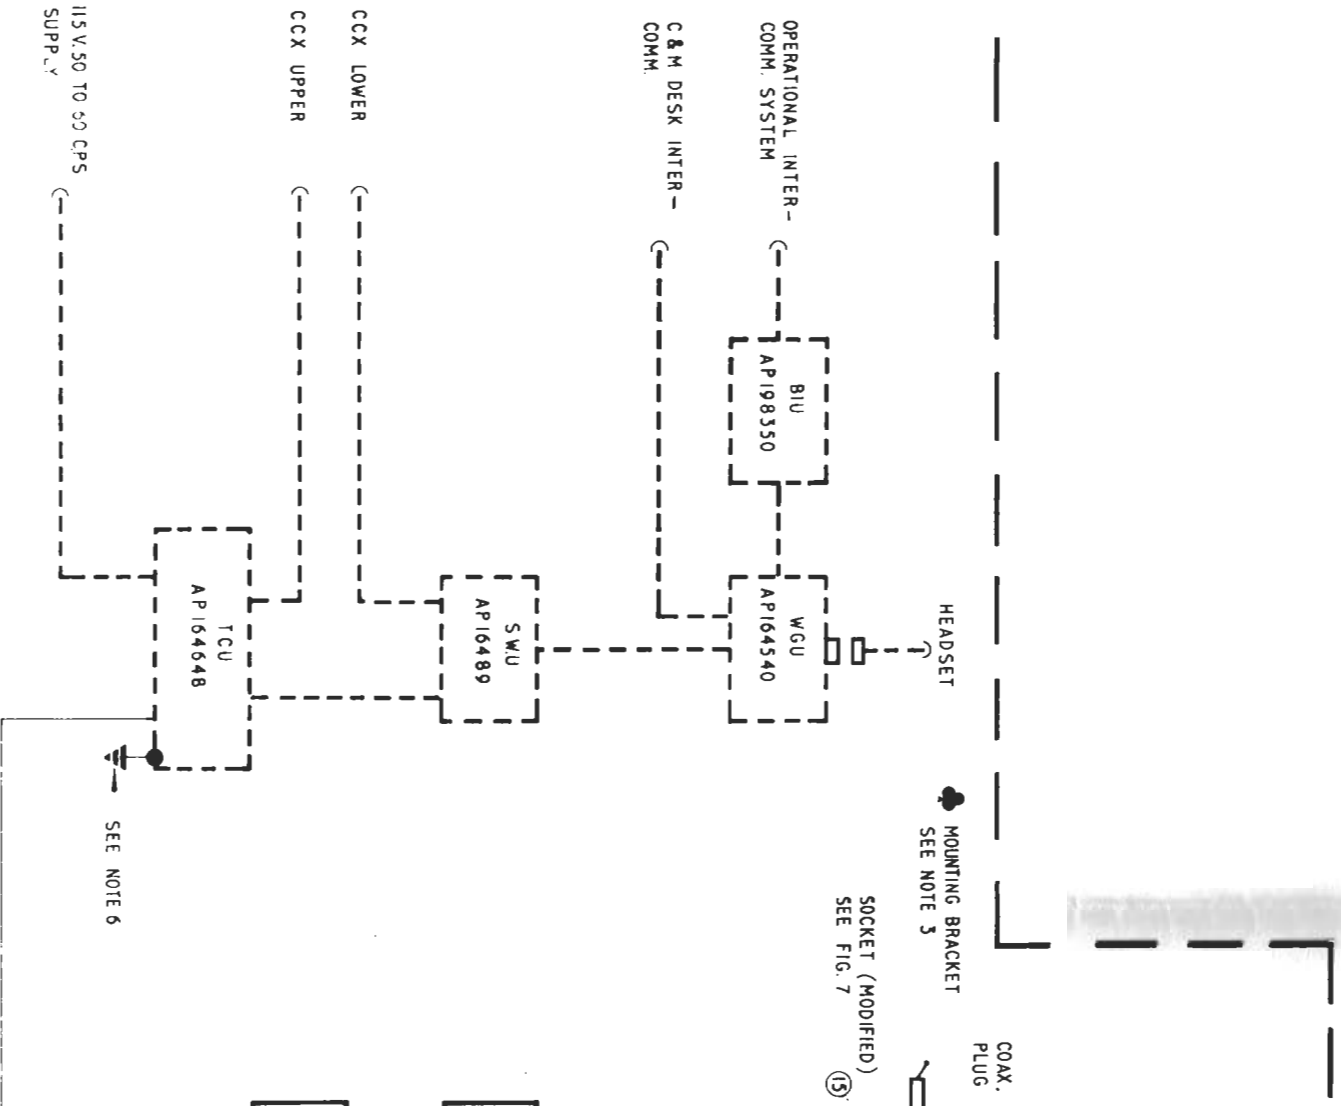 OPERATIONAL INTER-
COMM. SYSTEM
C & M DESK INTER-
COMM.
CCX LOWER
CCX UPPER
115 V. 50 TO 60 CPS
SUPPLY
BIU
AP198350
HEADSET
WGU
AP164540
SWU
AP16489
TCU
AP164648
MOUNTING BRACKET
SEE NOTE 3
SEE NOTE 6
SOCKET (MODIFIED)
SEE FIG. 7
15
COAX.
PLUG